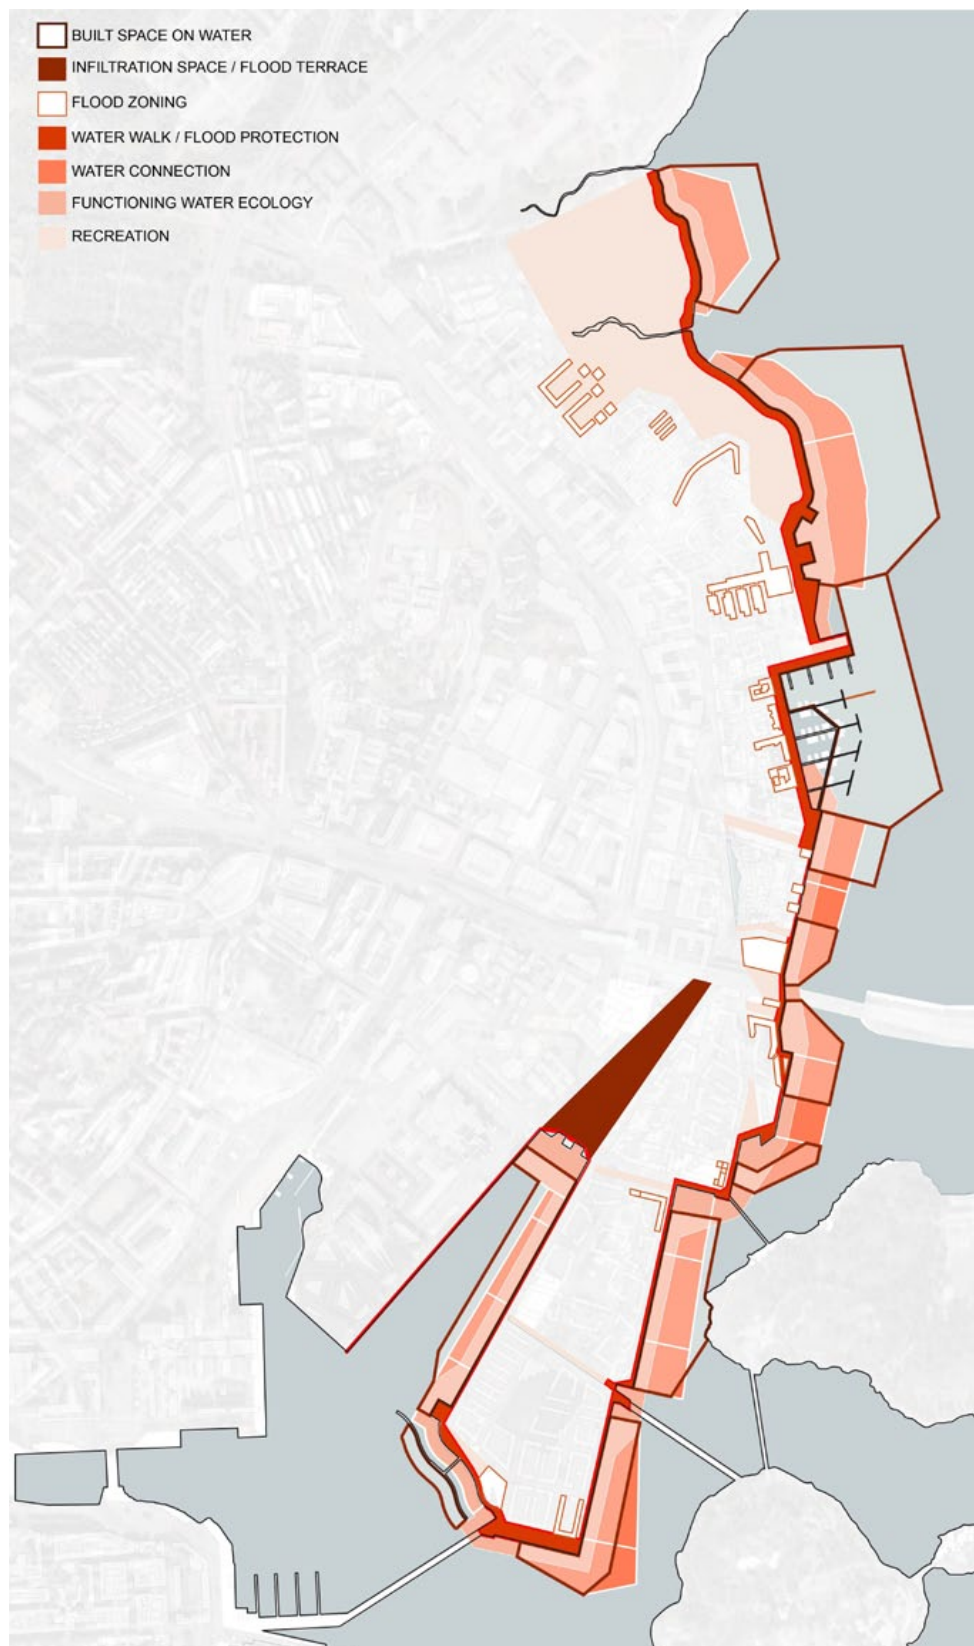 BUILT SPACE ON WATER
INFILTRATION SPACE / FLOOD TERRACE
FLOOD ZONING
WATER WALK / FLOOD PROTECTION
WATER CONNECTION
FUNCTIONING WATER ECOLOGY
RECREATION